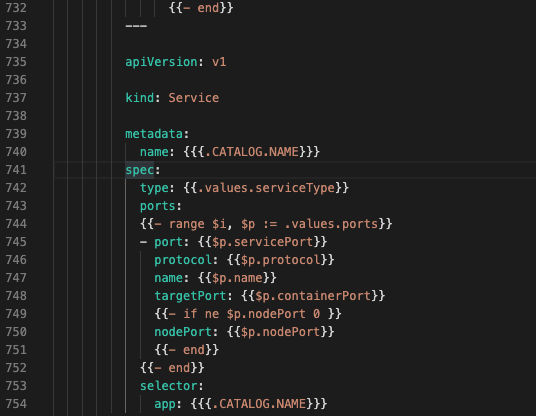 732 {{- end}}
733 ---
734
735 apiVersion: v1
736
737 kind: Service
738
739 metadata:
740 name: {{{.CATALOG.NAME}}}
741 spec:
742 type: {{.values.serviceType}}
743 ports:
744 {{- range $i, $p := .values.ports}}
745 - port: {{$p.servicePort}}
746 protocol: {{$p.protocol}}
747 name: {{$p.name}}
748 targetPort: {{$p.containerPort}}
749 {{- if ne $p.nodePort 0 }}
750 nodePort: {{$p.nodePort}}
751 {{- end}}
752 {{- end}}
753 selector:
754 app: {{{.CATALOG.NAME}}}